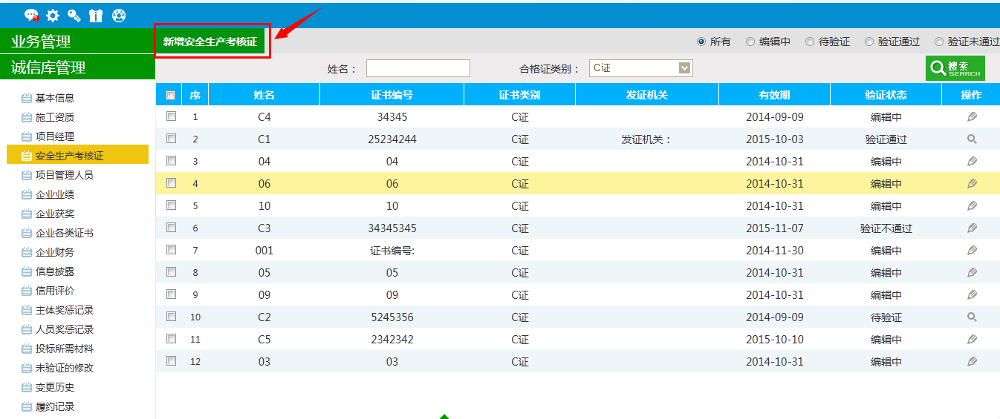 业务管理
诚信库管理
基本信息
施工资质
项目经理
安全生产考核证
项目管理人员
企业业绩
企业获奖
企业各类证书
企业财务
信息披露
信用评价
主体奖惩记录
人员奖惩记录
投标所需材料
未验证的修改
变更历史
履约记录
新增安全生产考核证
所有 编辑中 待验证 验证通过 验证未通过
姓名： 合格证类别： C证 搜索 SEARCH
序 姓名 证书编号 证书类别 发证机关 有效期 验证状态 操作
1 C4 34345 C证 2014-09-09 编辑中
2 C1 25234244 C证 发证机关： 2015-10-03 验证通过
3 04 04 C证 2014-10-31 编辑中
4 06 06 C证 2014-10-31 编辑中
5 10 10 C证 2014-10-31 编辑中
6 C3 34345345 C证 2015-11-07 验证不通过
7 001 证书编号: C证 2014-11-30 编辑中
8 05 05 C证 2014-10-31 编辑中
9 09 09 C证 2014-10-31 编辑中
10 C2 5245356 C证 2014-09-09 待验证
11 C5 2342342 C证 2015-10-10 编辑中
12 03 03 C证 2014-10-31 编辑中